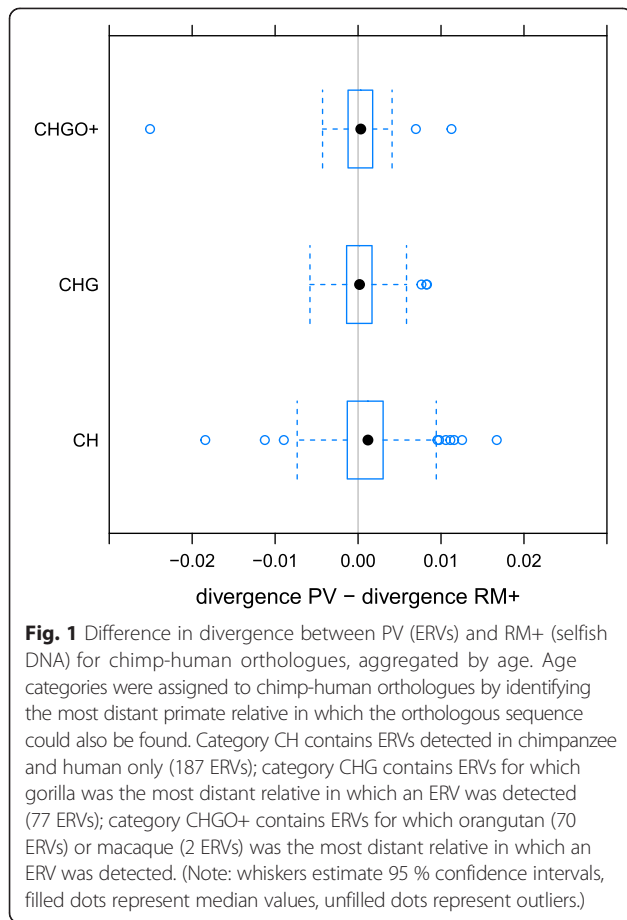 CHGO+
CHG
CH
−0.02 −0.01 0.00 0.01 0.02
divergence PV − divergence RM+
Fig. 1 Difference in divergence between PV (ERVs) and RM+ (selfish
DNA) for chimp-human orthologues, aggregated by age. Age
categories were assigned to chimp-human orthologues by identifying
the most distant primate relative in which the orthologous sequence
could also be found. Category CH contains ERVs detected in chimpanzee
and human only (187 ERVs); category CHG contains ERVs for which
gorilla was the most distant relative in which an ERV was detected
(77 ERVs); category CHGO+ contains ERVs for which orangutan (70
ERVs) or macaque (2 ERVs) was the most distant relative in which an
ERV was detected. (Note: whiskers estimate 95 % confidence intervals,
filled dots represent median values, unfilled dots represent outliers.)